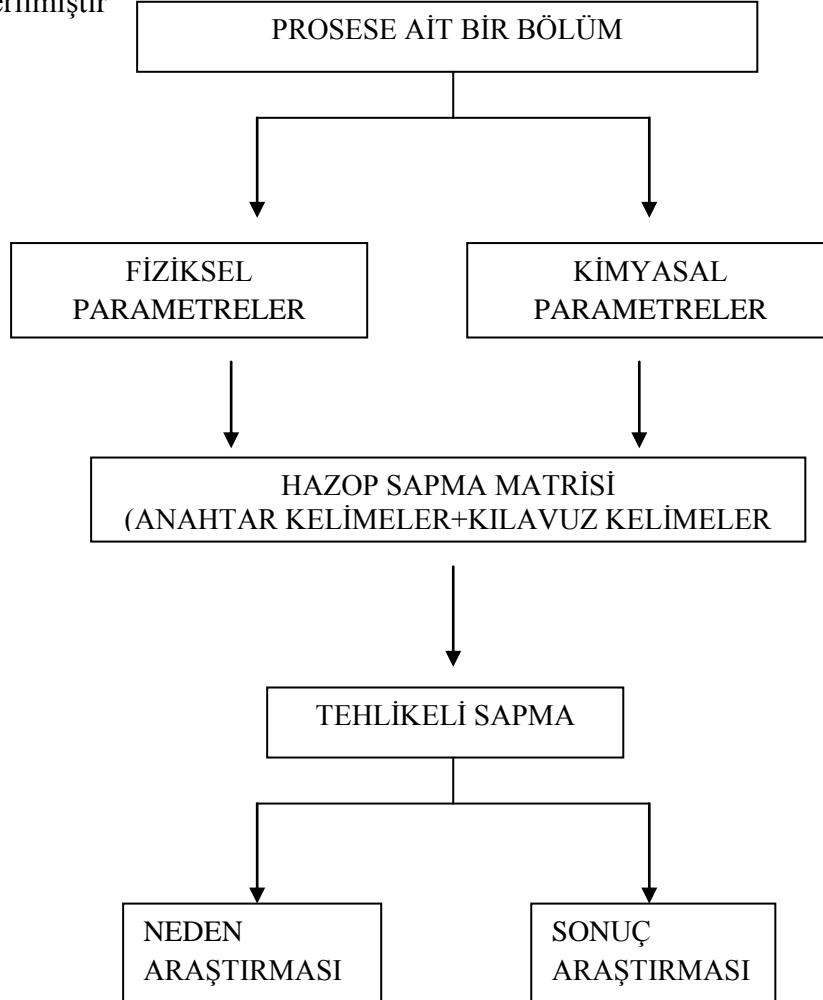 PROSESE AİT BİR BÖLÜM
FİZİKSEL
PARAMETRELER
KİMYASAL
PARAMETRELER
HAZOP SAPMA MATRİSİ
(ANAHTAR KELİMELER+KILAVUZ KELİMELER
TEHLİKELİ SAPMA
NEDEN
ARAŞTIRMASI
SONUÇ
ARAŞTIRMASI